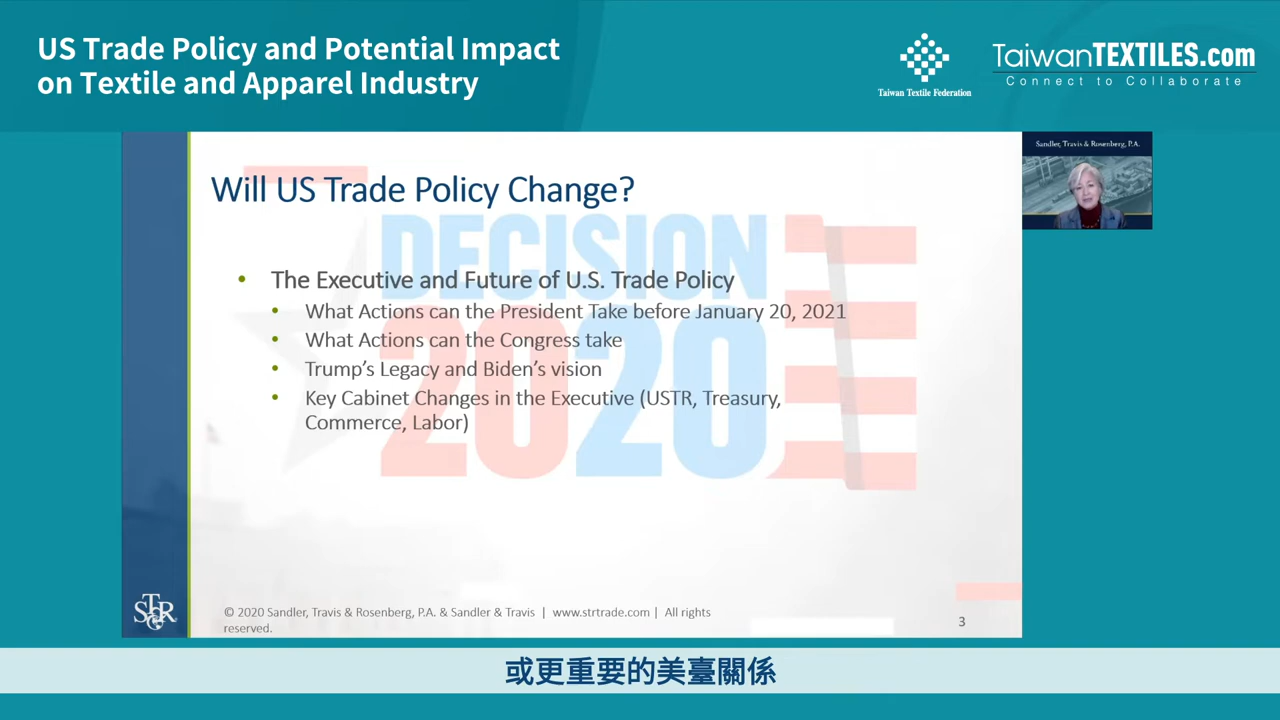 US Trade Policy and Potential Impact
on Textile and Apparel Industry
Taiwan Textile Federation
TaiwanTEXTILES.com
Connect to Collaborate
Sandler, Travis & Rosenberg, P.A.
Will US Trade Policy Change?
DECISION
2020
• The Executive and Future of U.S. Trade Policy
• What Actions can the President Take before January 20, 2021
• What Actions can the Congress take
• Trump's Legacy and Biden's vision
• Key Cabinet Changes in the Executive (USTR, Treasury,
Commerce, Labor)
ST&R
© 2020 Sandler, Travis & Rosenberg, P.A. & Sandler & Travis | www.strtrade.com | All rights
reserved.
3
或更重要的美臺關係